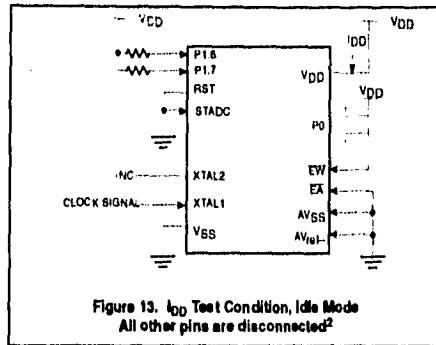 VDD
VDD
IDD
P1.6
P1.7
RST
STADC
VDD
VDD
P0
NC
XTAL2
CLOCK SIGNAL
XTAL1
VSS
EW
EA
AVSS
AVref-
Figure 13. IDD Test Condition, Idle Mode
All other pins are disconnected2